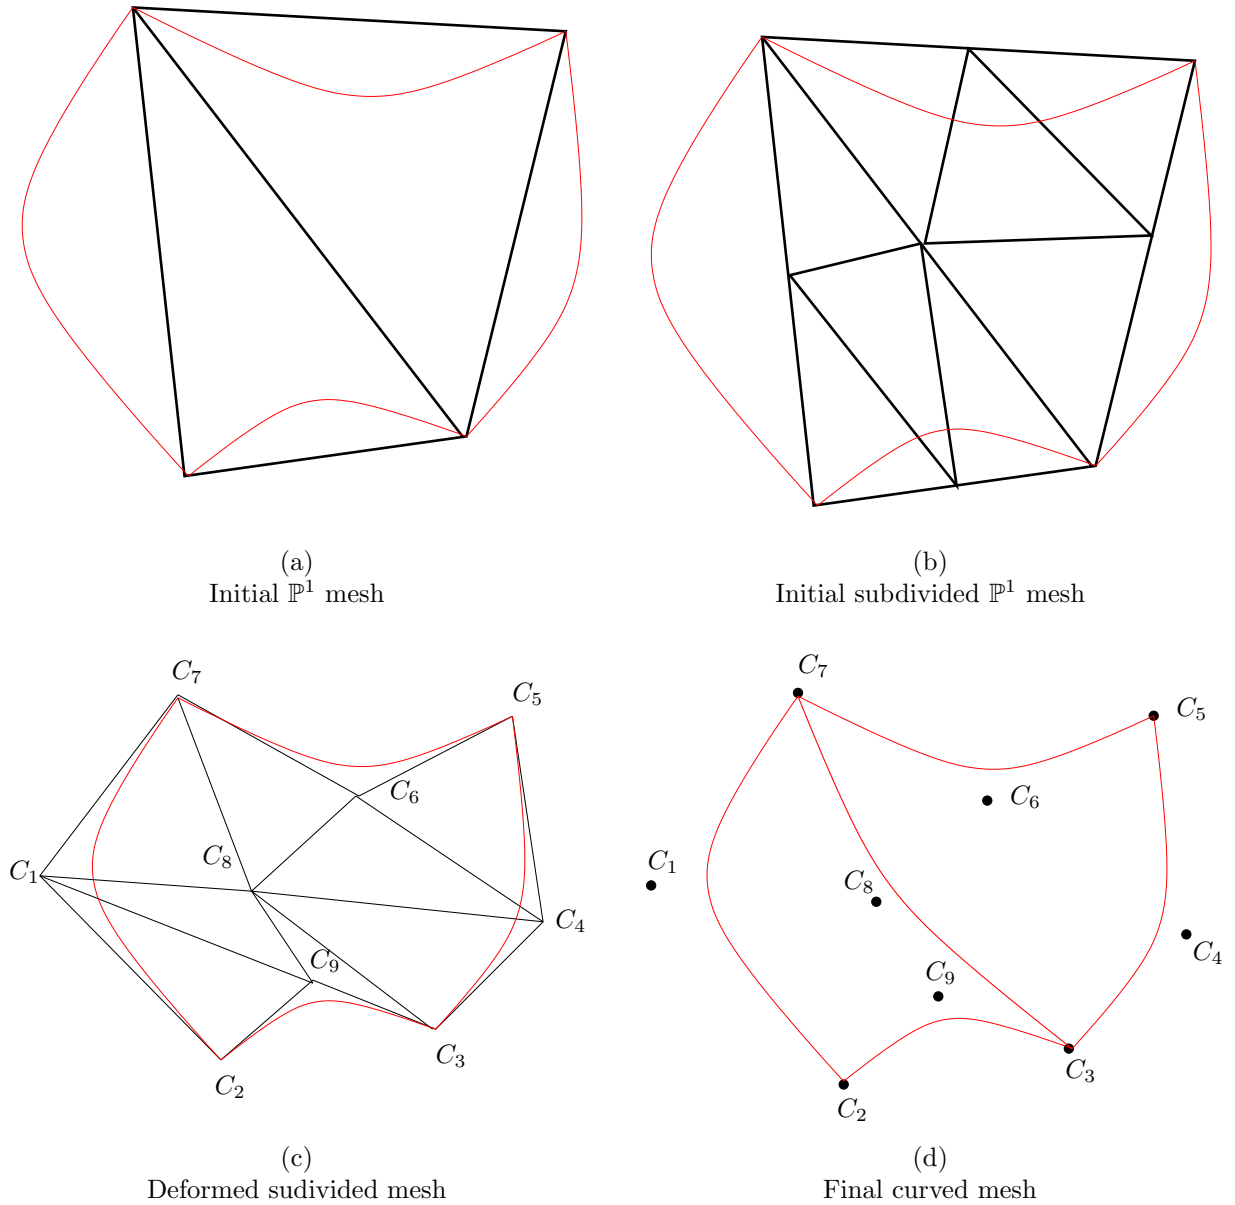 (a)
Initial ℙ¹ mesh
(b)
Initial subdivided ℙ¹ mesh
C₇
C₅
C₆
C₈
C₁
C₄
C₉
C₃
C₂
(c)
Deformed sudivided mesh
C₇
C₅
C₆
C₁
C₈
C₄
C₉
C₃
C₂
(d)
Final curved mesh